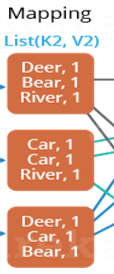 Mapping
List(K2, V2)
Deer, 1
Bear, 1
River, 1
Car, 1
Car, 1
River, 1
Deer, 1
Car, 1
Bear, 1